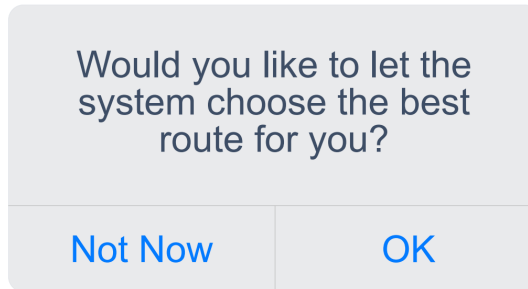 Would you like to let the
system choose the best
route for you?
Not Now
OK